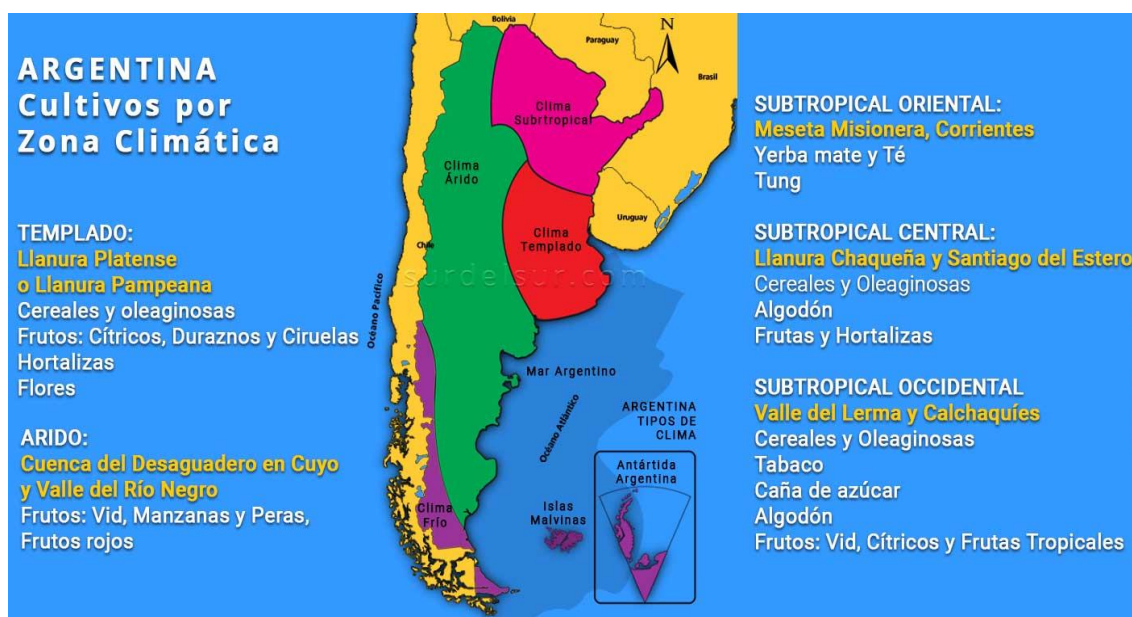 ARGENTINA
Cultivos por
Zona Climática
TEMPLADO:
Llanura Platense
o Llanura Pampeana
Cereales y oleaginosas
Frutos: Cítricos, Duraznos y Ciruelas
Hortalizas
Flores
ARIDO:
Cuenca del Desaguadero en Cuyo
y Valle del Río Negro
Frutos: Vid, Manzanas y Peras,
Frutos rojos
Bolivia
Paraguay
N
Brasil
Clima
Subrtropical
Clima
Árido
Uruguay
Clima
Templado
Chile
surdelsur.com
Océano Pacífico
Mar Argentino
Océano Atlántico
ARGENTINA
TIPOS DE
CLIMA
Antártida
Argentina
Islas
Malvinas
Clima
Frío
SUBTROPICAL ORIENTAL:
Meseta Misionera, Corrientes
Yerba mate y Té
Tung
SUBTROPICAL CENTRAL:
Llanura Chaqueña y Santiago del Estero
Cereales y Oleaginosas
Algodón
Frutas y Hortalizas
SUBTROPICAL OCCIDENTAL
Valle del Lerma y Calchaquíes
Cereales y Oleaginosas
Tabaco
Caña de azúcar
Algodón
Frutos: Vid, Cítricos y Frutas Tropicales